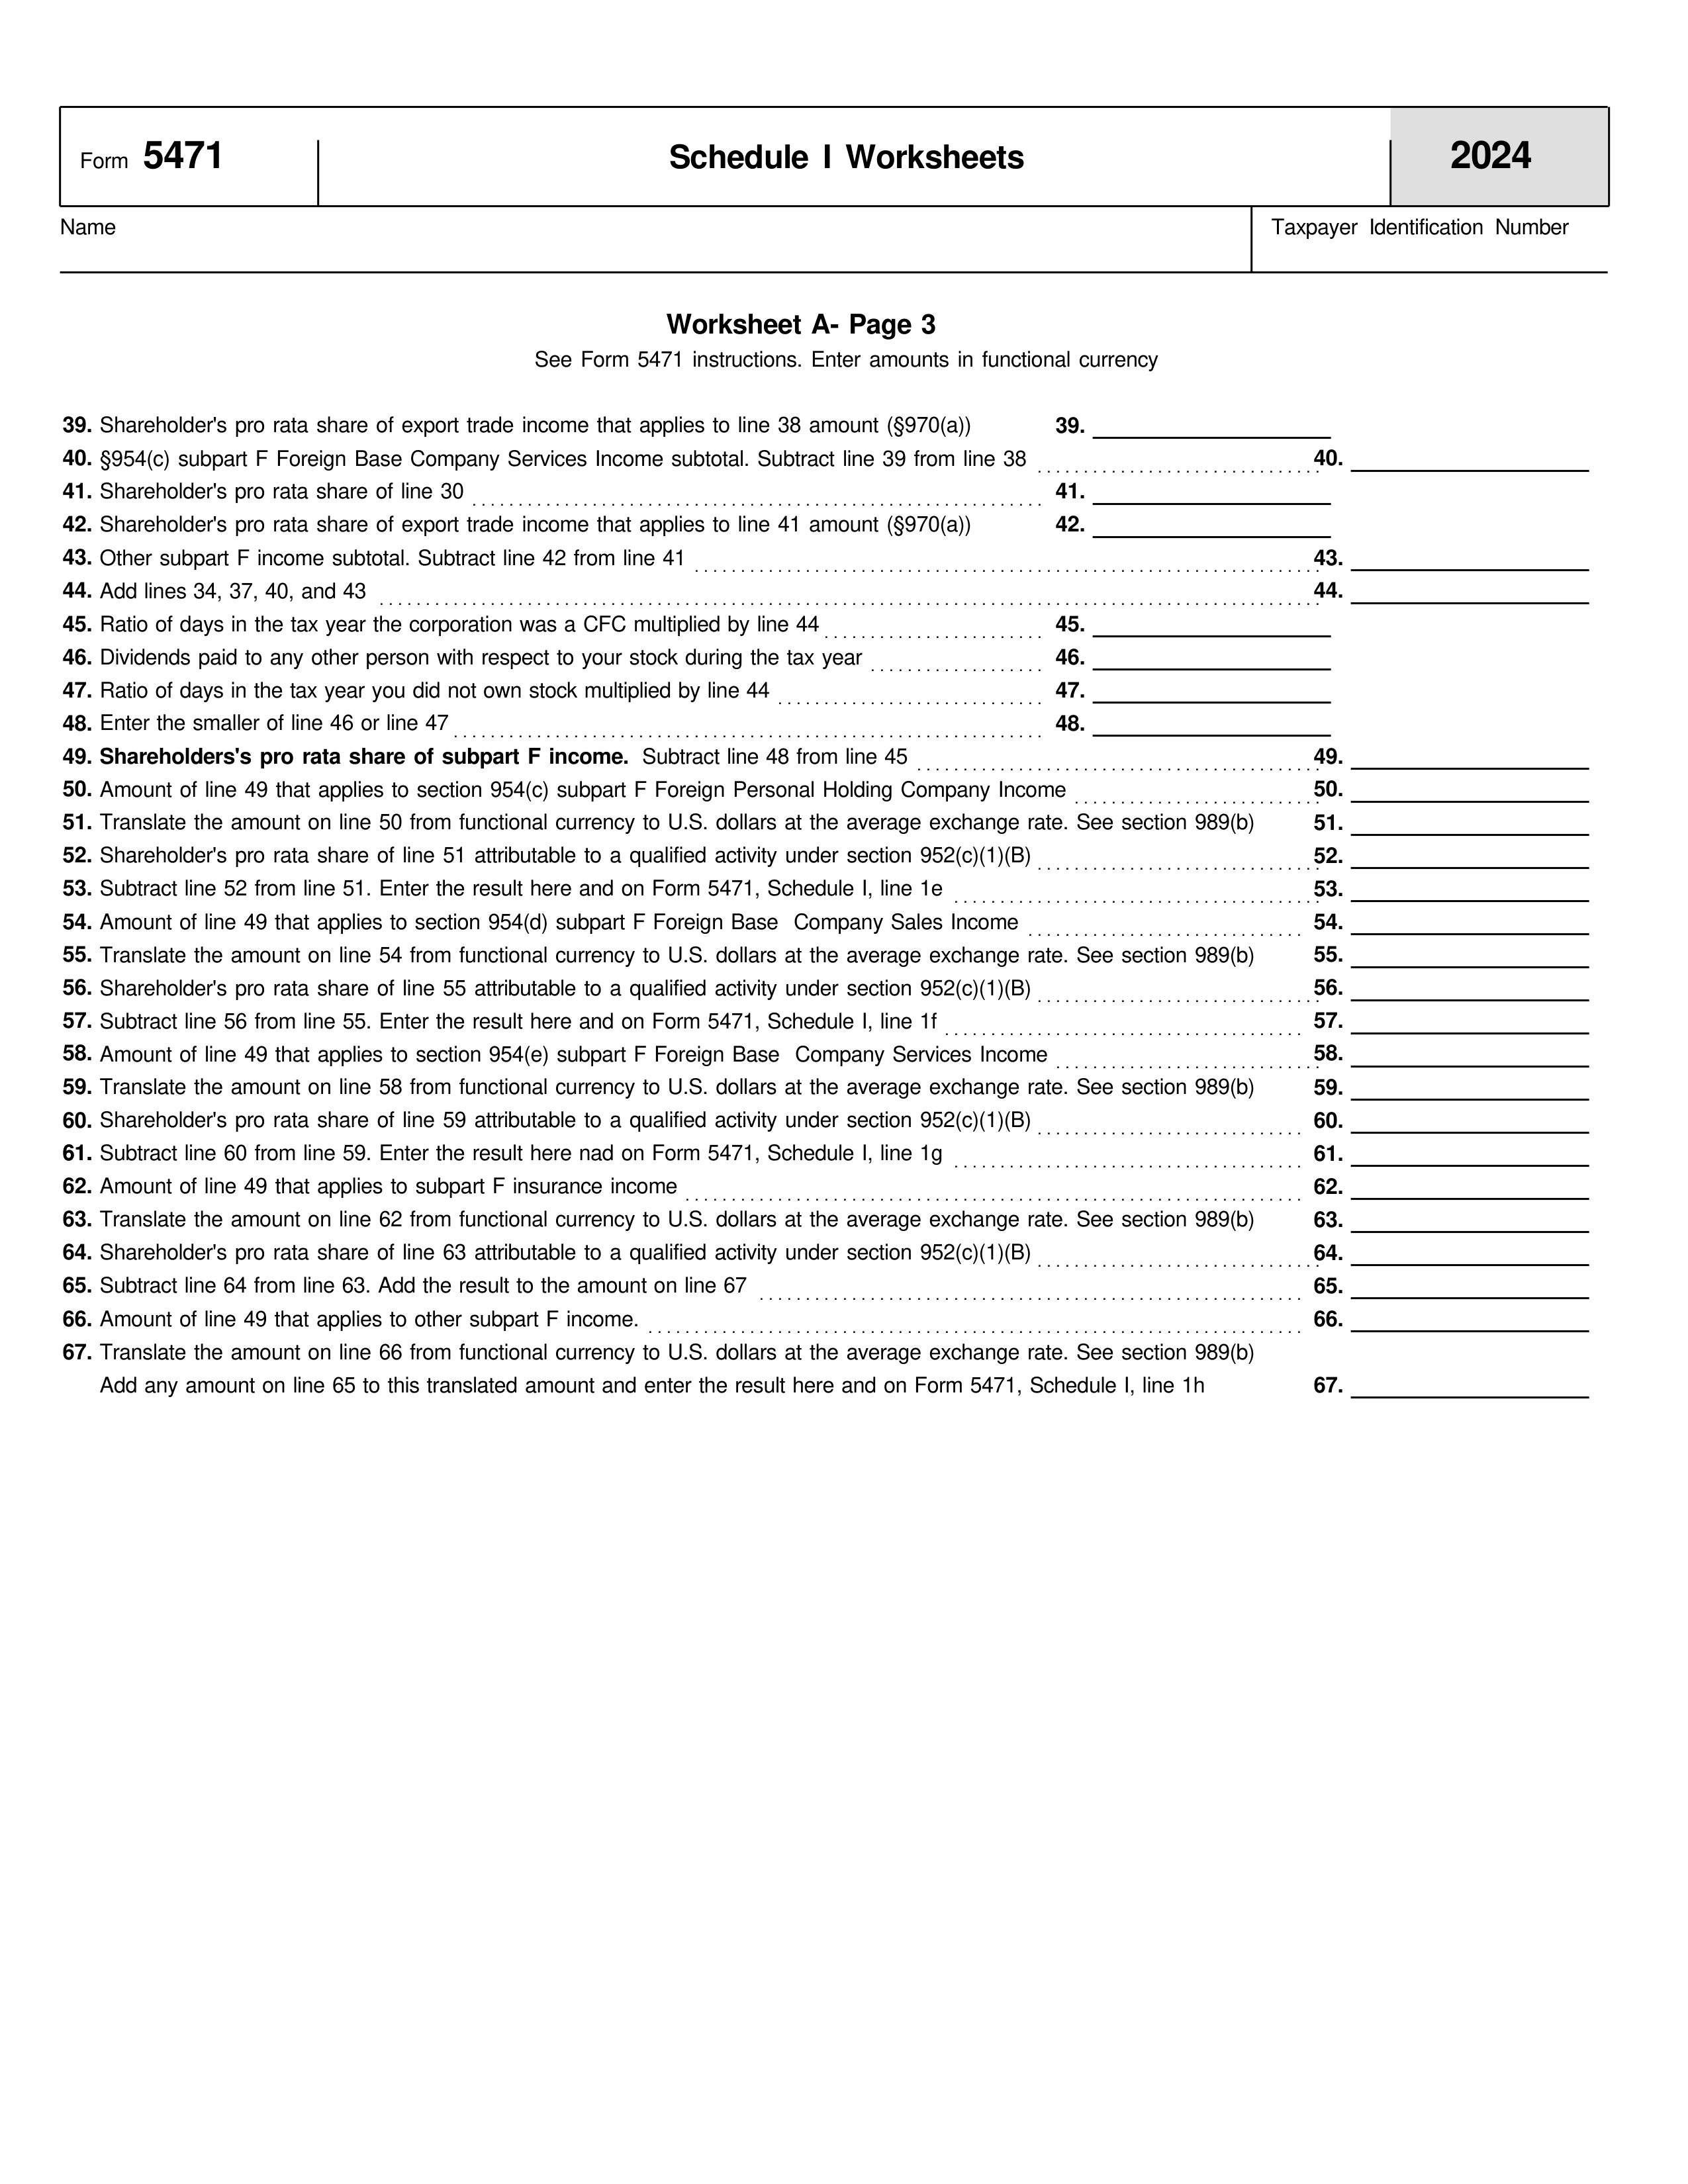 Form 5471
Schedule I Worksheets
2024
Name
Taxpayer Identification Number
Worksheet A- Page 3
See Form 5471 instructions. Enter amounts in functional currency
39. Shareholder's pro rata share of export trade income that applies to line 38 amount (§970(a)) 39.
40. §954(c) subpart F Foreign Base Company Services Income subtotal. Subtract line 39 from line 38 40.
41. Shareholder's pro rata share of line 30 41.
42. Shareholder's pro rata share of export trade income that applies to line 41 amount (§970(a)) 42.
43. Other subpart F income subtotal. Subtract line 42 from line 41 43.
44. Add lines 34, 37, 40, and 43 44.
45. Ratio of days in the tax year the corporation was a CFC multiplied by line 44 45.
46. Dividends paid to any other person with respect to your stock during the tax year 46.
47. Ratio of days in the tax year you did not own stock multiplied by line 44 47.
48. Enter the smaller of line 46 or line 47 48.
49. Shareholders's pro rata share of subpart F income. Subtract line 48 from line 45 49.
50. Amount of line 49 that applies to section 954(c) subpart F Foreign Personal Holding Company Income 50.
51. Translate the amount on line 50 from functional currency to U.S. dollars at the average exchange rate. See section 989(b) 51.
52. Shareholder's pro rata share of line 51 attributable to a qualified activity under section 952(c)(1)(B) 52.
53. Subtract line 52 from line 51. Enter the result here and on Form 5471, Schedule I, line 1e 53.
54. Amount of line 49 that applies to section 954(d) subpart F Foreign Base Company Sales Income 54.
55. Translate the amount on line 54 from functional currency to U.S. dollars at the average exchange rate. See section 989(b) 55.
56. Shareholder's pro rata share of line 55 attributable to a qualified activity under section 952(c)(1)(B) 56.
57. Subtract line 56 from line 55. Enter the result here and on Form 5471, Schedule I, line 1f 57.
58. Amount of line 49 that applies to section 954(e) subpart F Foreign Base Company Services Income 58.
59. Translate the amount on line 58 from functional currency to U.S. dollars at the average exchange rate. See section 989(b) 59.
60. Shareholder's pro rata share of line 59 attributable to a qualified activity under section 952(c)(1)(B) 60.
61. Subtract line 60 from line 59. Enter the result here nad on Form 5471, Schedule I, line 1g 61.
62. Amount of line 49 that applies to subpart F insurance income 62.
63. Translate the amount on line 62 from functional currency to U.S. dollars at the average exchange rate. See section 989(b) 63.
64. Shareholder's pro rata share of line 63 attributable to a qualified activity under section 952(c)(1)(B) 64.
65. Subtract line 64 from line 63. Add the result to the amount on line 67 65.
66. Amount of line 49 that applies to other subpart F income. 66.
67. Translate the amount on line 66 from functional currency to U.S. dollars at the average exchange rate. See section 989(b)
Add any amount on line 65 to this translated amount and enter the result here and on Form 5471, Schedule I, line 1h 67.